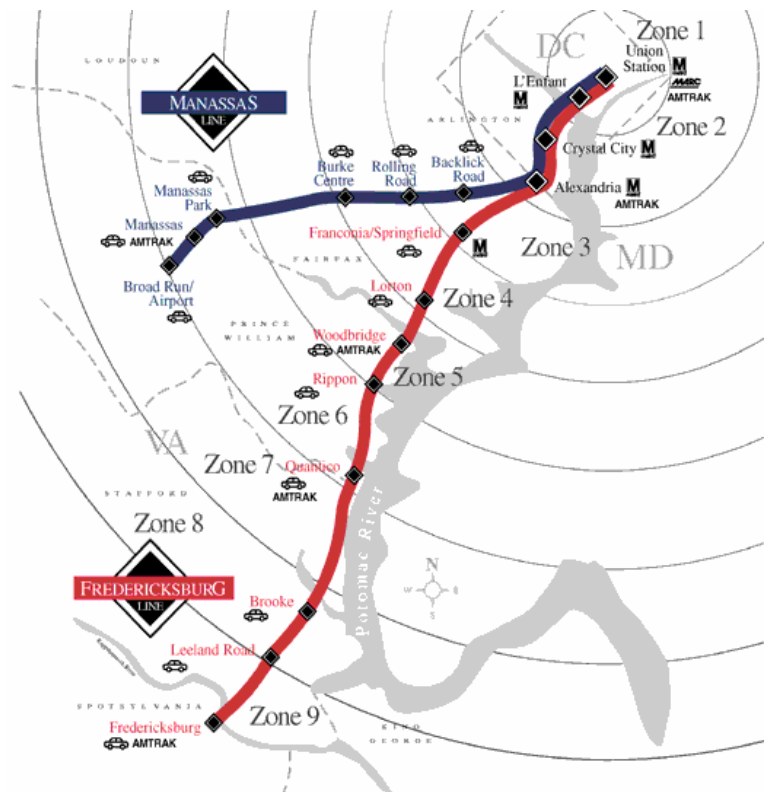 Zone 1
DC
Union
Station
M
MARC
AMTRAK
L'Enfant
M
LOUDOUN
MANASSAS
LINE
ARLINGTON
Zone 2
Crystal City
M
Burke
Centre
Rolling
Road
Backlick
Road
Manassas
Park
Alexandria
M
AMTRAK
Manassas
AMTRAK
Franconia/Springfield
M
Zone 3
MD
FAIRFAX
Broad Run/
Airport
Lorton
Zone 4
PRINCE
WILLIAM
Woodbridge
AMTRAK
Rippon
Zone 5
Zone 6
VA
Zone 7
Quantico
AMTRAK
STAFFORD
Zone 8
Potomac River
N
W
E
S
FREDERICKSBURG
LINE
Brooke
Leeland Road
SPOTSYLVANIA
Zone 9
Fredericksburg
AMTRAK
KING
GEORGE